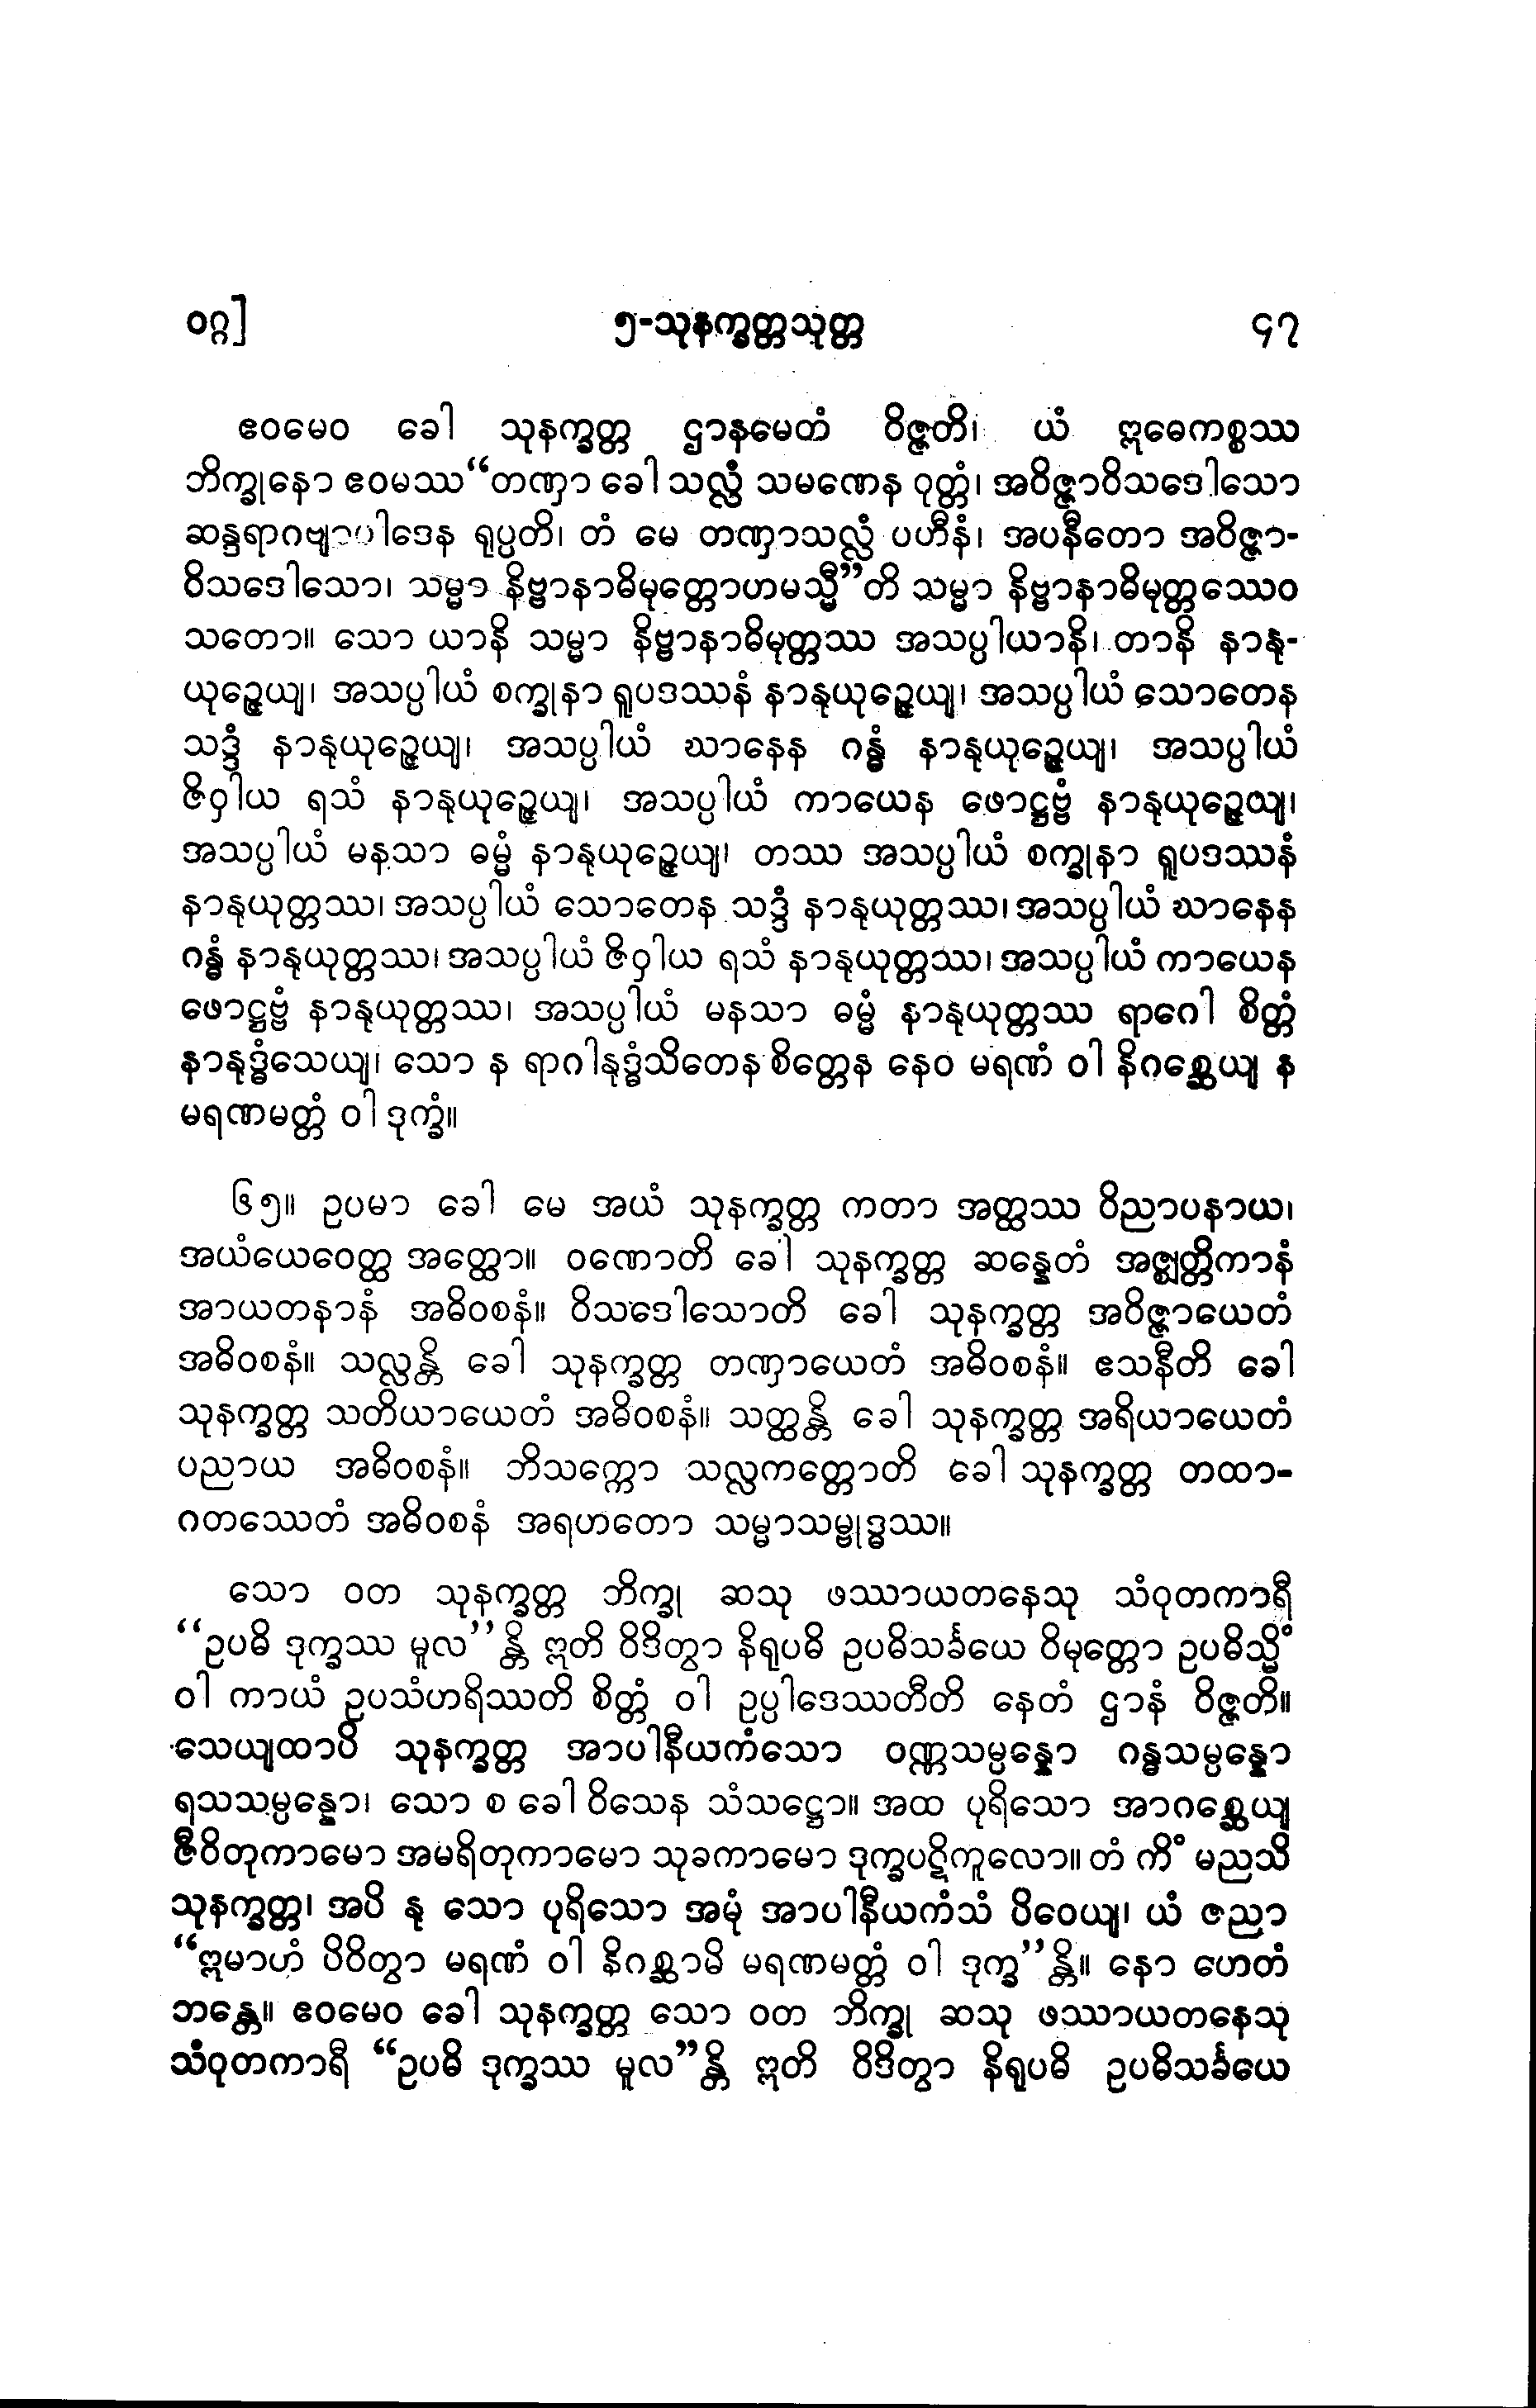 ၀ဂ္ဂ] ၅-သုနက္ခတ္တသုတ္တ ၄၇
ဧဝမေဝ ခေါ သုနက္ခတ္တ ဌာနမေတံ ဝိဇ္ဇတိ၊ ယံ ဣဓေကစ္စဿ
ဘိက္ခုနော ဧဝမဿ“တဏှာ ခေါ သလ္လံ သမဏေန ဝုတ္တံ၊ အဝိဇ္ဇာဝိသဒေါသော
ဆန္ဒရာဂဗျာပါဒေန ရုပ္ပတိ၊ တံ မေ တဏှာသလ္လံ ပဟီနံ၊ အပနီတော အဝိဇ္ဇာ-
ဝိသဒေါသော၊ သမ္မာ နိဗ္ဗာနာဓိမုတ္တောဟမသ္မီ”တိ သမ္မာ နိဗ္ဗာနာဓိမုတ္တဿေဝ
သတော။ သော ယာနိ သမ္မာ နိဗ္ဗာနာဓိမုတ္တဿ အသပ္ပါယာနိ၊ တာနိ နာနု-
ယုဉ္ဇေယျ၊ အသပ္ပါယံ စက္ခုနာ ရူပဒဿနံ နာနုယုဉ္ဇေယျ၊ အသပ္ပါယံ သောတေန
သဒ္ဒံ နာနုယုဉ္ဇေယျ၊ အသပ္ပါယံ ဃာနေန ဂန္ဓံ နာနုယုဉ္ဇေယျ၊ အသပ္ပါယံ
ဇိဝှါယ ရသံ နာနုယုဉ္ဇေယျ၊ အသပ္ပါယံ ကာယေန ဖောဋ္ဌဗ္ဗံ နာနုယုဉ္ဇေယျ၊
အသပ္ပါယံ မနသာ ဓမ္မံ နာနုယုဉ္ဇေယျ၊ တဿ အသပ္ပါယံ စက္ခုနာ ရူပဒဿနံ
နာနုယုတ္တဿ၊ အသပ္ပါယံ သောတေန သဒ္ဒံ နာနုယုတ္တဿ၊ အသပ္ပါယံ ဃာနေန
ဂန္ဓံ နာနုယုတ္တဿ၊ အသပ္ပါယံ ဇိဝှါယ ရသံ နာနုယုတ္တဿ၊ အသပ္ပါယံ ကာယေန
ဖောဋ္ဌဗ္ဗံ နာနုယုတ္တဿ၊ အသပ္ပါယံ မနသာ ဓမ္မံ နာနုယုတ္တဿ ရာဂေါ စိတ္တံ
နာနုဒ္ဓံသေယျ၊ သော န ရာဂါနုဒ္ဓံသိတေန စိတ္တေန နေဝ မရဏံ ဝါ နိဂစ္ဆေယျ န
မရဏမတ္တံ ဝါ ဒုက္ခံ။
၆၅။ ဥပမာ ခေါ မေ အယံ သုနက္ခတ္တ ကတာ အတ္ထဿ ဝိညာပနာယ၊
အယံယေဝေတ္ထ အတ္ထော။ ဝဏောတိ ခေါ သုနက္ခတ္တ ဆန္နေတံ အဇ္ဈတ္တိကာနံ
အာယတနာနံ အဓိဝစနံ။ ဝိသဒေါသောတိ ခေါ သုနက္ခတ္တ အဝိဇ္ဇာယေတံ
အဓိဝစနံ။ သလ္လန္တိ ခေါ သုနက္ခတ္တ တဏှာယေတံ အဓိဝစနံ။ ဧသနီတိ ခေါ
သုနက္ခတ္တ သတိယာယေတံ အဓိဝစနံ။ သတ္ထန္တိ ခေါ သုနက္ခတ္တ အရိယာယေတံ
ပညာယ အဓိဝစနံ။ ဘိသက္ကော သလ္လကတ္တောတိ ခေါ သုနက္ခတ္တ တထာ-
ဂတဿေတံ အဓိဝစနံ အရဟတော သမ္မာသမ္ဗုဒ္ဓဿ။
သော ဝတ သုနက္ခတ္တ ဘိက္ခု ဆသု ဖဿာယတနေသု သံဝုတကာရီ
“ဥပဓိ ဒုက္ခဿ မူလ”န္တိ ဣတိ ဝိဒိတွာ နိရုပဓိ ဥပဓိသင်္ခယေ ဝိမုတ္တော ဥပဓိသ္မိံ
ဝါ ကာယံ ဥပသံဟရိဿတိ စိတ္တံ ဝါ ဥပ္ပါဒေဿတီတိ နေတံ ဌာနံ ဝိဇ္ဇတိ။
သေယျထာပိ သုနက္ခတ္တ အာပါနီယကံသော ဝဏ္ဏသမ္ပန္နော ဂန္ဓသမ္ပန္နော
ရသသမ္ပန္နော၊ သော စ ခေါ ဝိသေန သံသဋ္ဌော။ အထ ပုရိသော အာဂစ္ဆေယျ
ဇီဝိတုကာမော အမရိတုကာမော သုခကာမော ဒုက္ခပဋိကူလော။ တံ ကိံ မညသိ
သုနက္ခတ္တ၊ အပိ နု သော ပုရိသော အမုံ အာပါနီယကံသံ ပိဝေယျ၊ ယံ ဇညာ
“ဣမာဟံ ပိဝိတွာ မရဏံ ဝါ နိဂစ္ဆာမိ မရဏမတ္တံ ဝါ ဒုက္ခ”န္တိ။ နော ဟေတံ
ဘန္တေ။ ဧဝမေဝ ခေါ သုနက္ခတ္တ သော ဝတ ဘိက္ခု ဆသု ဖဿာယတနေသု
သံဝုတကာရီ “ဥပဓိ ဒုက္ခဿ မူလ”န္တိ ဣတိ ဝိဒိတွာ နိရုပဓိ ဥပဓိသင်္ခယေ